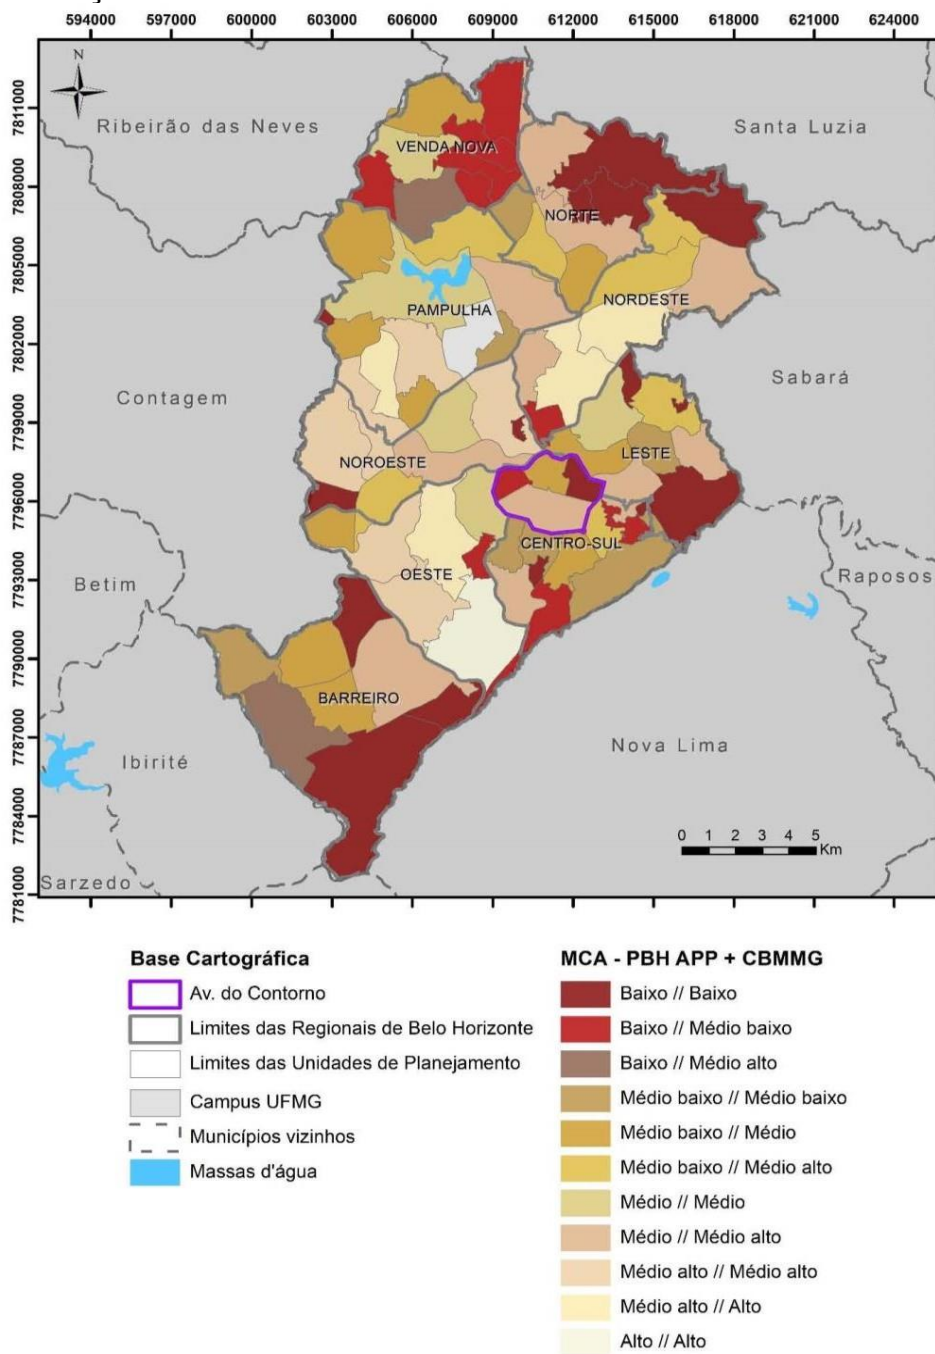 594000 597000 600000 603000 606000 609000 612000 615000 618000 621000 624000
N
7811000
Ribeirão das Neves
Santa Luzia
VENDA NOVA
7808000
NORTE
7805000
NORDESTE
PAMPULHA
7802000
Sabará
Contagem
7799000
LESTE
NOROESTE
7796000
CENTRO-SUL
7793000
OESTE
Betim
Raposos
7790000
BARREIRO
7787000
Nova Lima
Ibirité
7784000
0 1 2 3 4 5
Km
Sarzedo
7781000
Base Cartográfica
Av. do Contorno
Limites das Regionais de Belo Horizonte
Limites das Unidades de Planejamento
Campus UFMG
Municípios vizinhos
Massas d'água
MCA - PBH APP + CBMMG
Baixo // Baixo
Baixo // Médio baixo
Baixo // Médio alto
Médio baixo // Médio baixo
Médio baixo // Médio
Médio baixo // Médio alto
Médio // Médio
Médio // Médio alto
Médio alto // Médio alto
Médio alto // Alto
Alto // Alto